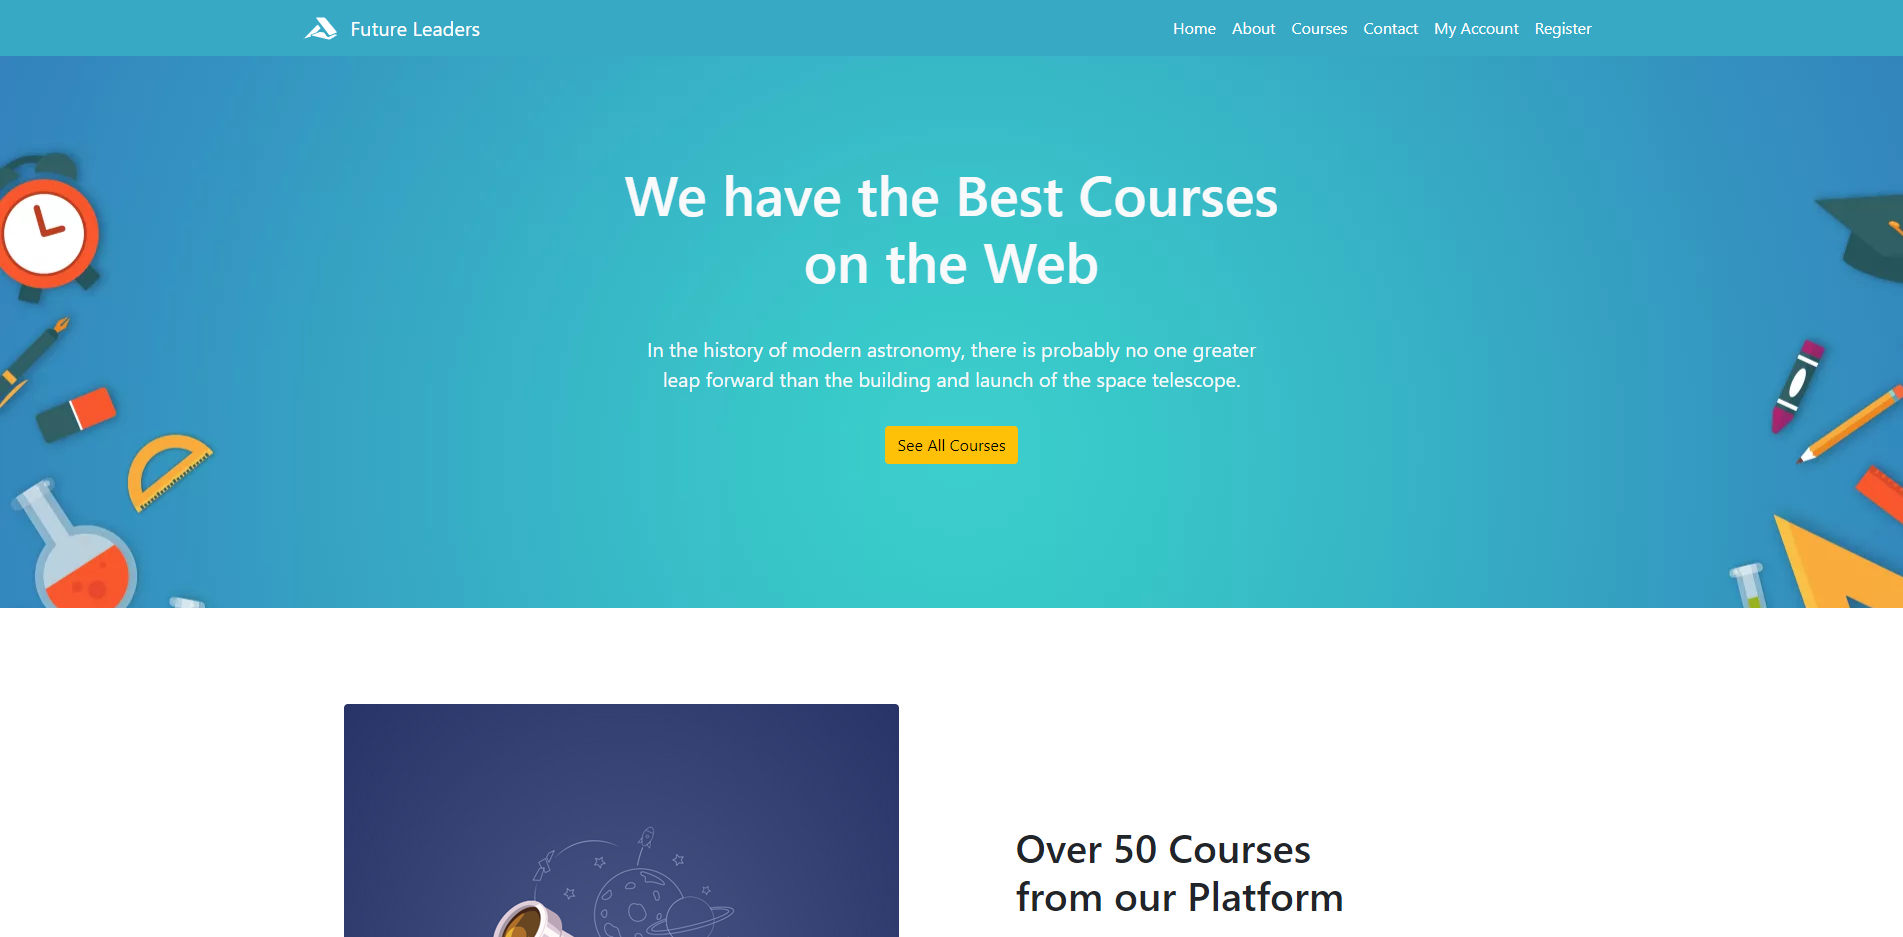 Future Leaders
Home About Courses Contact My Account Register
We have the Best Courses
on the Web
In the history of modern astronomy, there is probably no one greater
leap forward than the building and launch of the space telescope.
See All Courses
Over 50 Courses
from our Platform